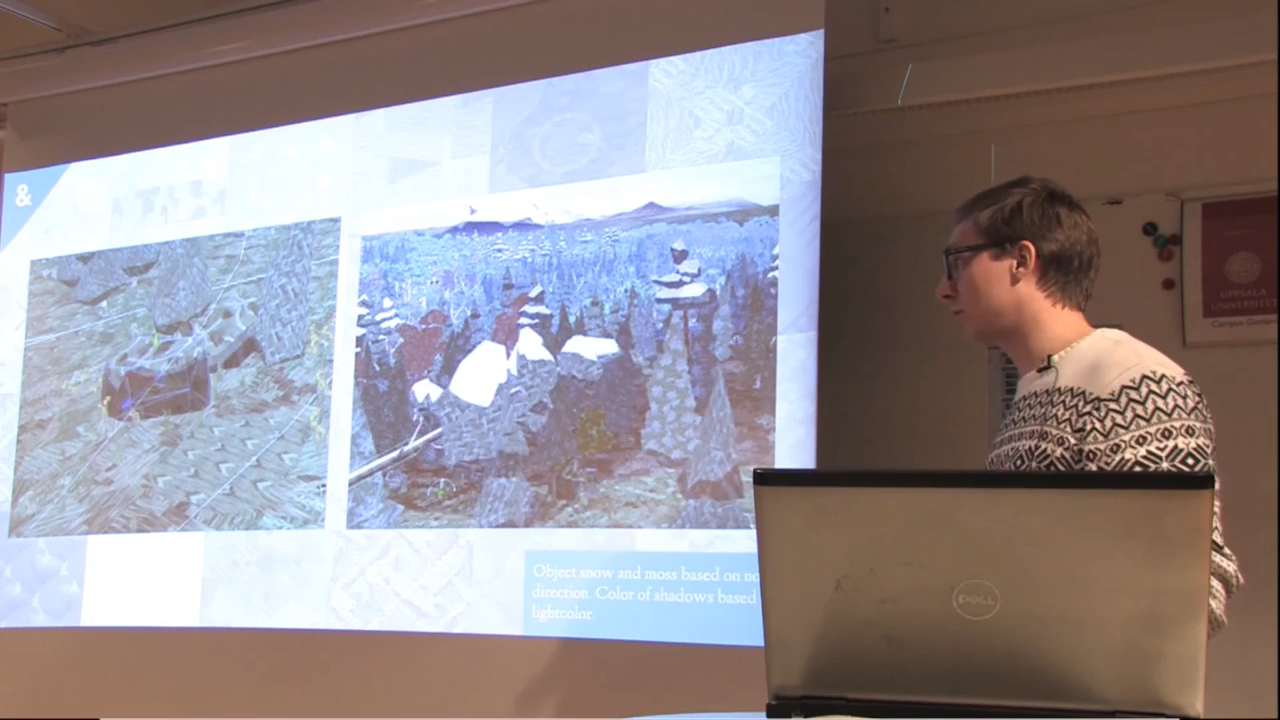 &
Object snow and moss based on no
direction. Color of shadows based
lightcolor.
DELL
UPPSALA
UNIVERSITET
Campus Gotland